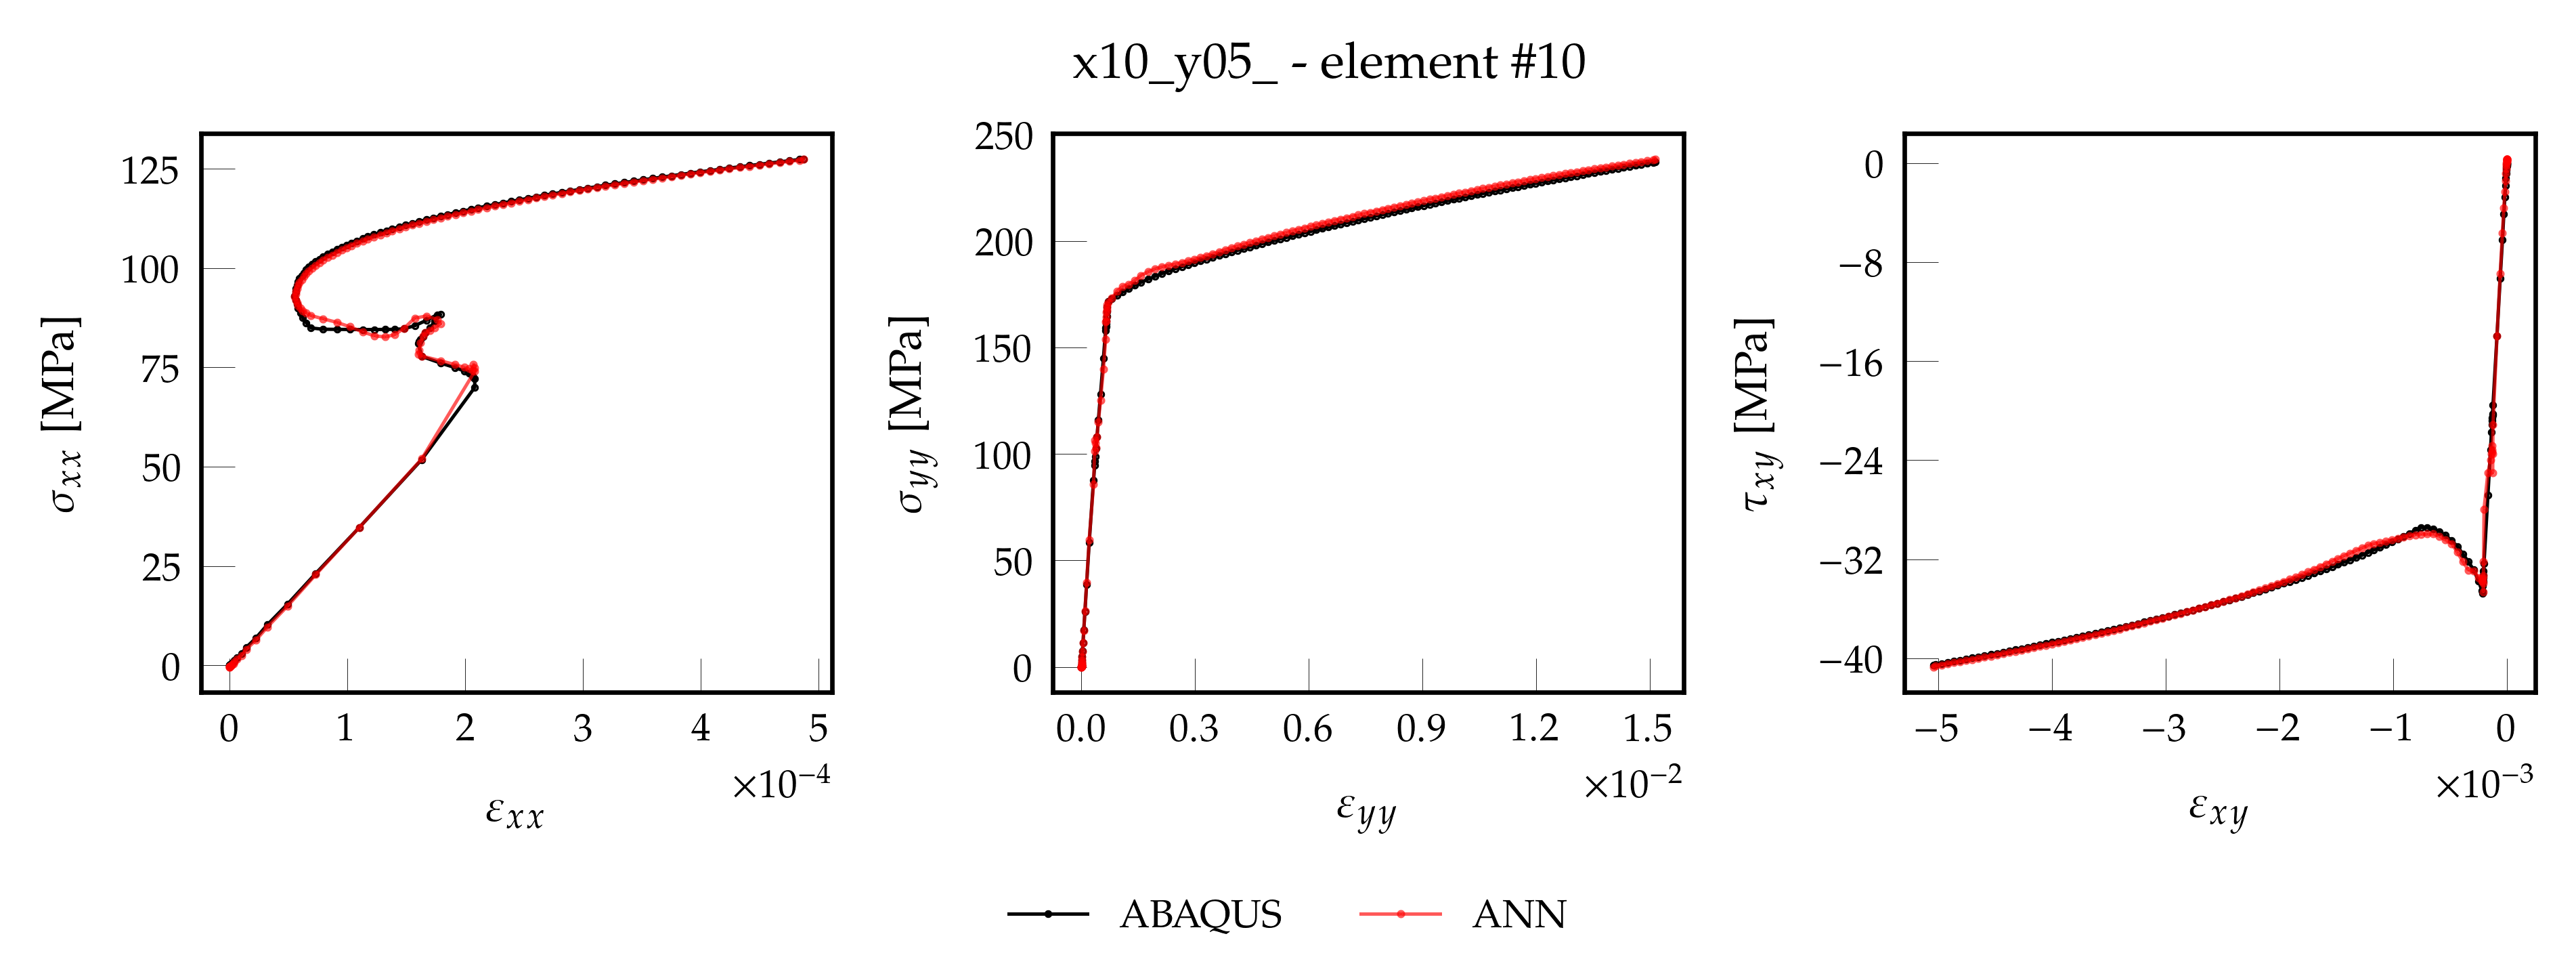 x10_y05_ - element #10
σxx [MPa]
125
100
75
50
25
0
0 1 2 3 4 5
×10−4
εxx
σyy [MPa]
250
200
150
100
50
0
0.0 0.3 0.6 0.9 1.2 1.5
×10−2
εyy
τxy [MPa]
0
−8
−16
−24
−32
−40
−5 −4 −3 −2 −1 0
×10−3
εxy
ABAQUS ANN